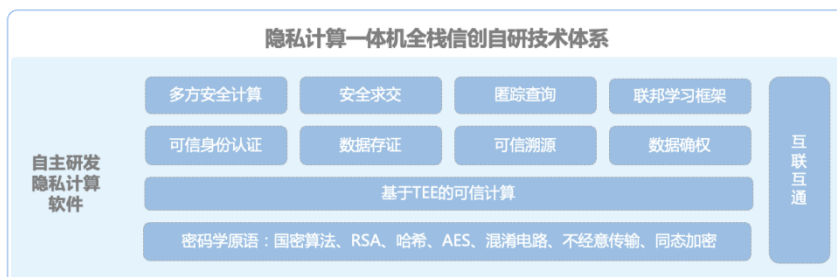 隐私计算一体机全栈信创自研技术体系
自主研发
隐私计算
软件
多方安全计算
安全求交
匿踪查询
联邦学习框架
可信身份认证
数据存证
可信溯源
数据确权
基于TEE的可信计算
密码学原语：国密算法、RSA、哈希、AES、混淆电路、不经意传输、同态加密
互
联
互
通